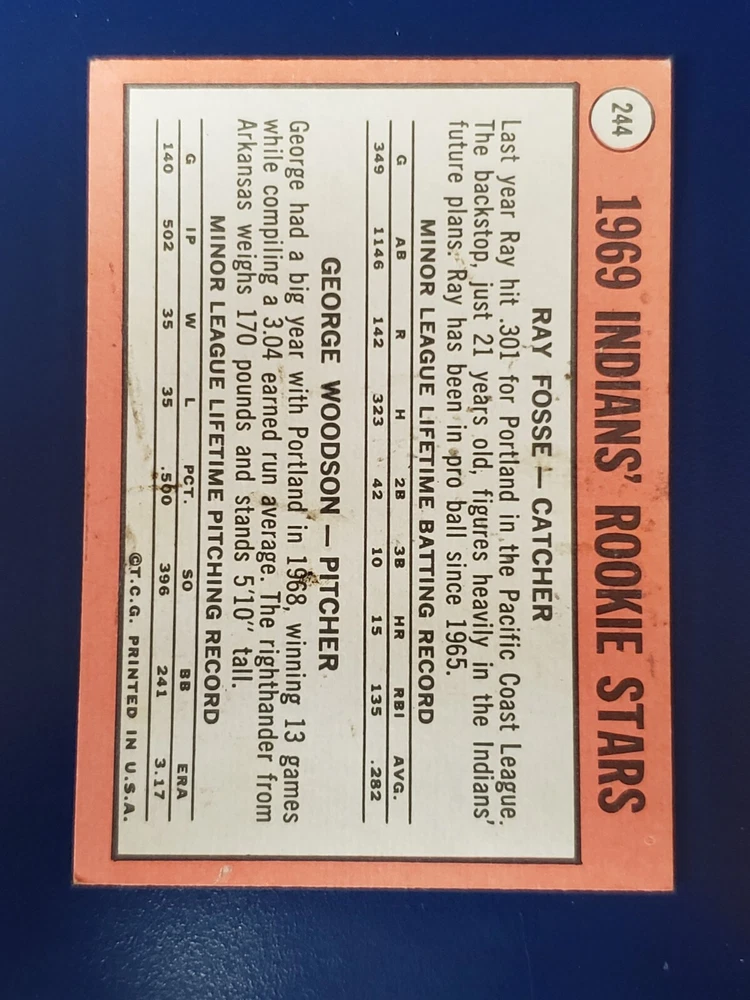 244
1969 INDIANS' ROOKIE STARS
RAY FOSSE — CATCHER
Last year Ray hit .301 for Portland in the Pacific Coast League.
The backstop, just 21 years old, figures heavily in the Indians'
future plans. Ray has been in pro ball since 1965.
MINOR LEAGUE LIFETIME BATTING RECORD
G AB R H 2B 3B HR RBI AVG.
349 1146 142 323 42 10 15 135 .282
GEORGE WOODSON — PITCHER
George had a big year with Portland in 1968, winning 13 games
while compiling a 3.04 earned run average. The righthander from
Arkansas weighs 170 pounds and stands 5'10" tall.
MINOR LEAGUE LIFETIME PITCHING RECORD
G IP W L PCT. SO BB ERA
140 502 35 35 .500 396 241 3.17
©T.C.G. PRINTED IN U.S.A.